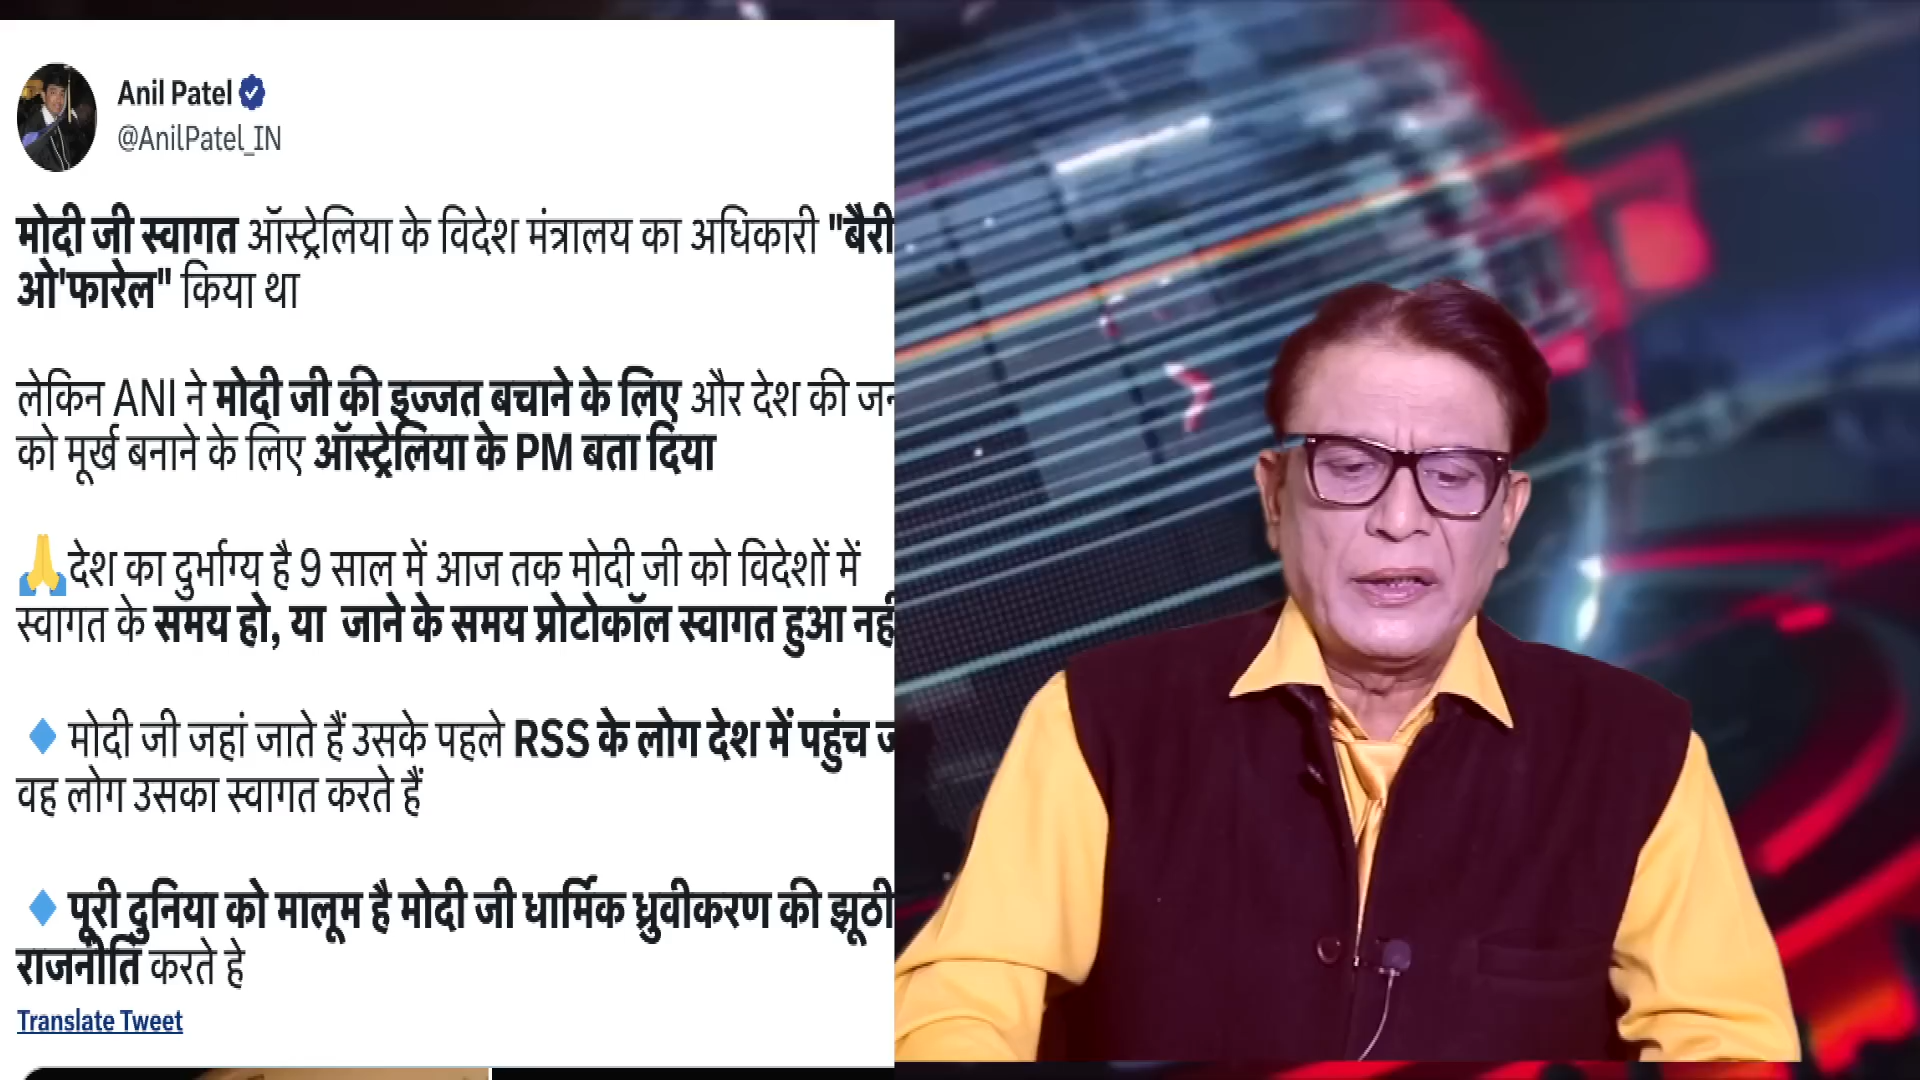 Anil Patel
@AnilPatel_IN
मोदी जी स्वागत ऑस्ट्रेलिया के विदेश मंत्रालय का अधिकारी "बैरी
ओ'फारेल" किया था
लेकिन ANI ने मोदी जी की इज्जत बचाने के लिए और देश की
को मूर्ख बनाने के लिए ऑस्ट्रेलिया के PM बता दिया
🙏देश का दुर्भाग्य है 9 साल में आज तक मोदी जी को विदेशों में
स्वागत के समय हो, या जाने के समय प्रोटोकॉल स्वागत हुआ
🔹मोदी जी जहां जाते हैं उसके पहले RSS के लोग देश में पहुंच
वह लोग उसका स्वागत करते हैं
🔹पूरी दुनिया को मालूम है मोदी जी धार्मिक ध्रुवीकरण की झूठी
राजनीति करते हे
Translate Tweet